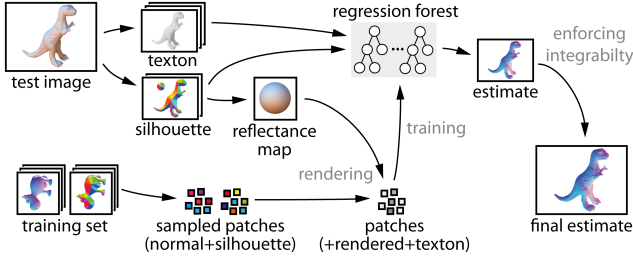 regression forest
texton
test image
enforcing
integrabilty
estimate
silhouette
reflectance
map
training
rendering
training set
sampled patches
(normal+silhouette)
patches
(+rendered+texton)
final estimate